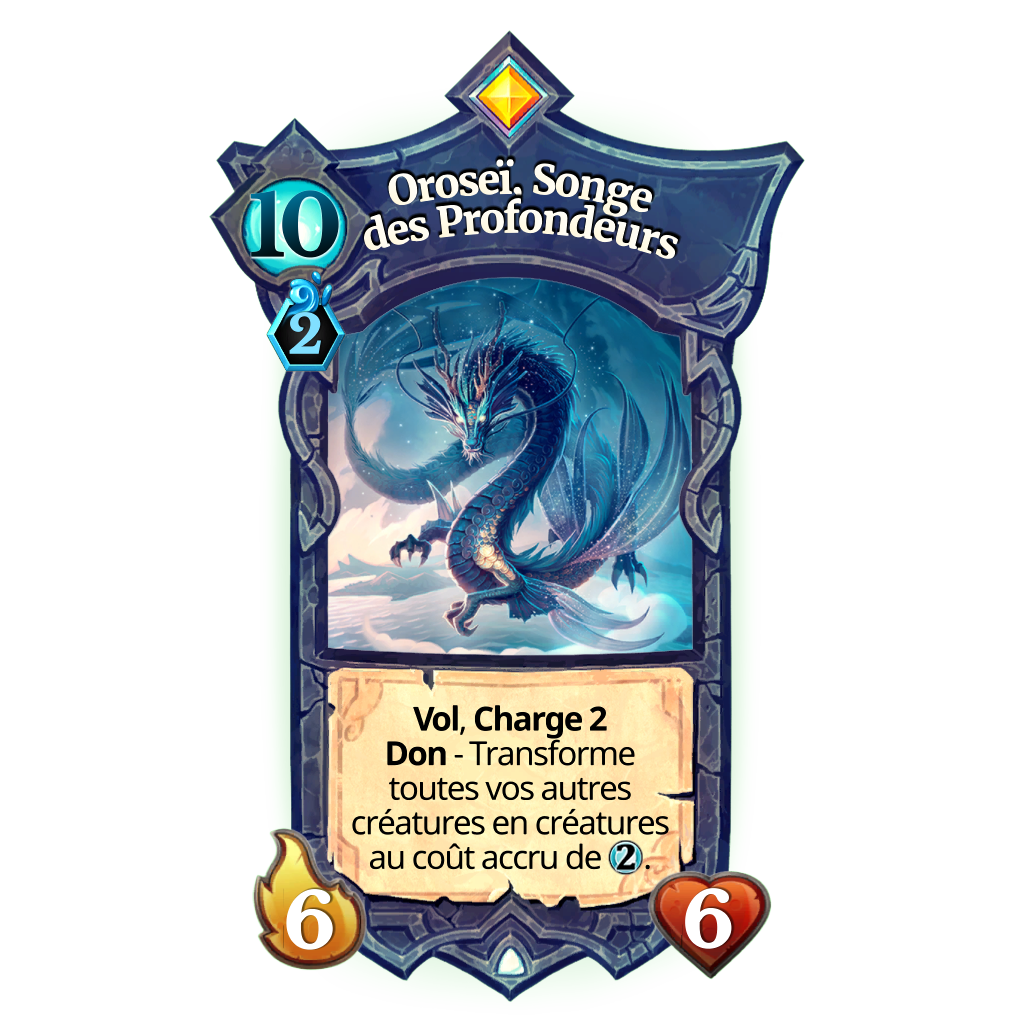 Oroseï. Songe
des Profondeurs
10
2
Vol, Charge 2
Don - Transforme
toutes vos autres
créatures en créatures
au coût accru de 2.
6
6